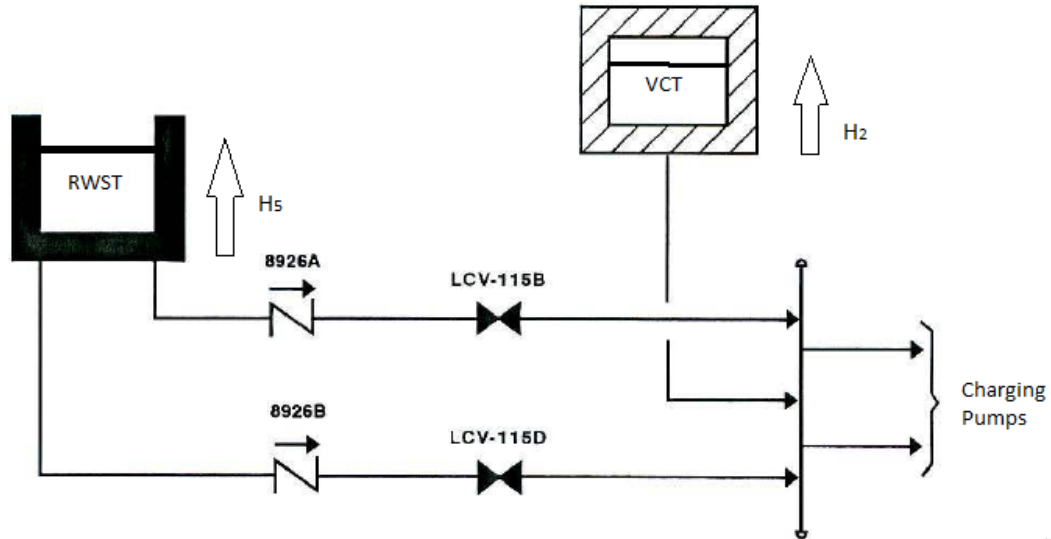 VCT
H2
RWST
H5
8926A
LCV-115B
8926B
LCV-115D
Charging
Pumps